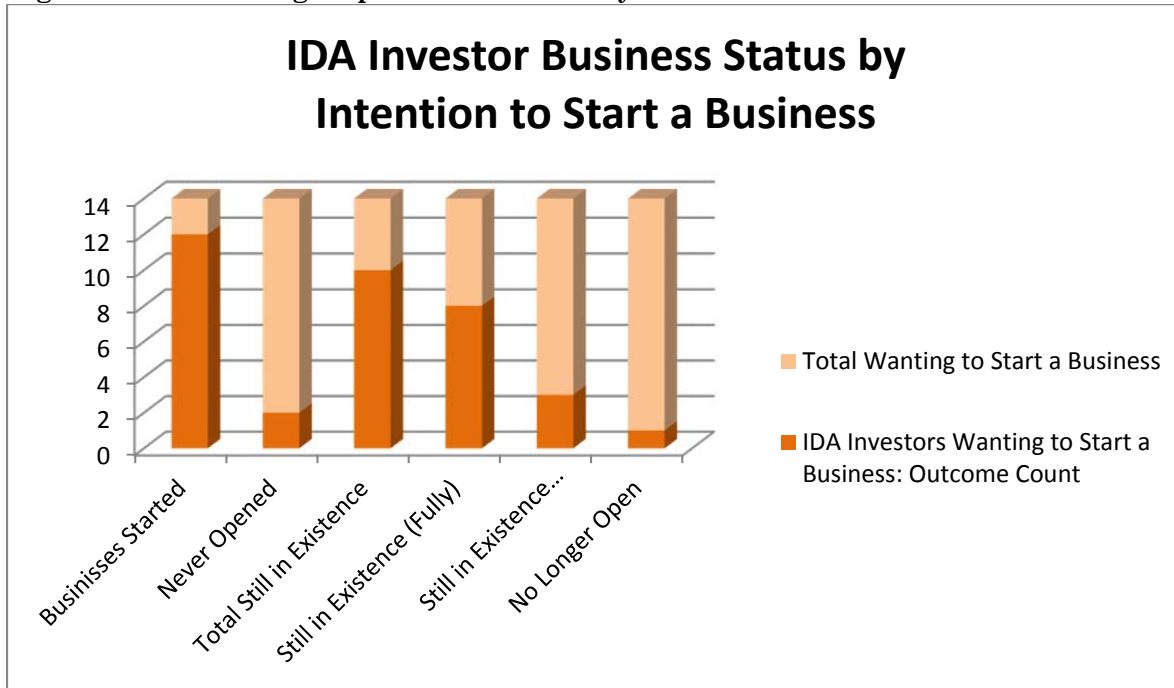 IDA Investor Business Status by
Intention to Start a Business
14
12
10
8
6
4
2
0
Businisses Started
Never Opened
Total Still in Existence
Still in Existence (Fully)
Still in Existence...
No Longer Open
Total Wanting to Start a Business
IDA Investors Wanting to Start a
Business: Outcome Count